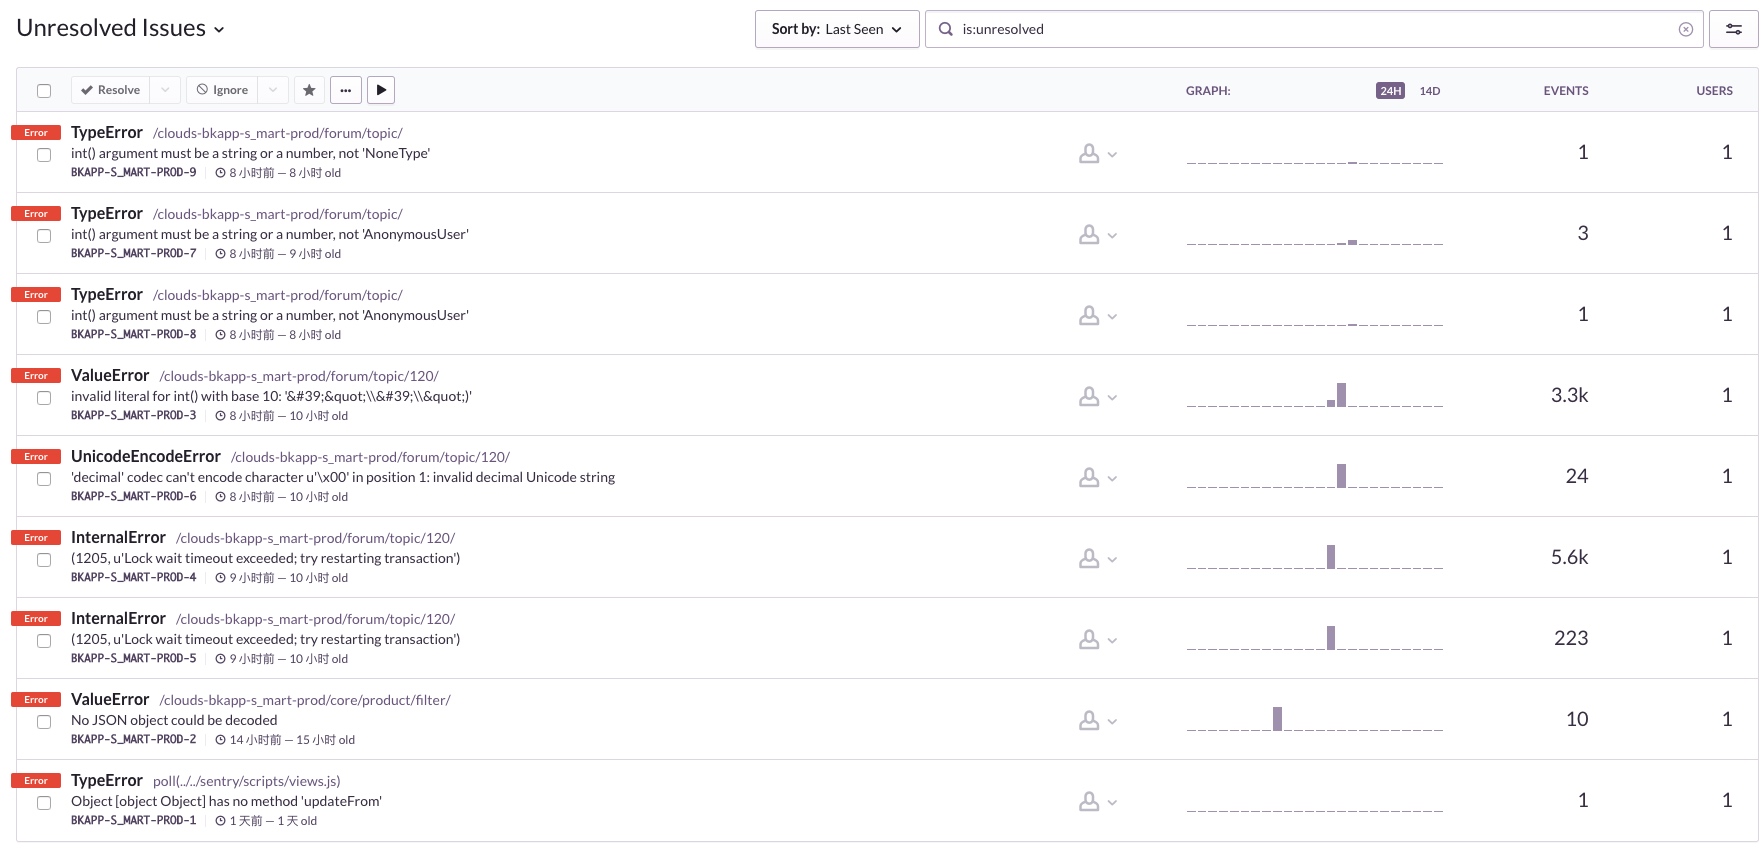 Unresolved Issues
Sort by: Last Seen
is:unresolved
Resolve
Ignore
GRAPH:
24H
14D
EVENTS
USERS
Error
TypeError /clouds-bkapp-s_mart-prod/forum/topic/
int() argument must be a string or a number, not 'NoneType'
BKAPP-S_MART-PROD-9 8 小时前 — 8 小时 old
1
1
Error
TypeError /clouds-bkapp-s_mart-prod/forum/topic/
int() argument must be a string or a number, not 'AnonymousUser'
BKAPP-S_MART-PROD-7 8 小时前 — 9 小时 old
3
1
Error
TypeError /clouds-bkapp-s_mart-prod/forum/topic/
int() argument must be a string or a number, not 'AnonymousUser'
BKAPP-S_MART-PROD-8 8 小时前 — 8 小时 old
1
1
Error
ValueError /clouds-bkapp-s_mart-prod/forum/topic/120/
invalid literal for int() with base 10: '&#39;&quot;\\&#39;\\&quot;)'
BKAPP-S_MART-PROD-3 8 小时前 — 10 小时 old
3.3k
1
Error
UnicodeEncodeError /clouds-bkapp-s_mart-prod/forum/topic/120/
'decimal' codec can't encode character u'\x00' in position 1: invalid decimal Unicode string
BKAPP-S_MART-PROD-6 8 小时前 — 10 小时 old
24
1
Error
InternalError /clouds-bkapp-s_mart-prod/forum/topic/120/
(1205, u'Lock wait timeout exceeded; try restarting transaction')
BKAPP-S_MART-PROD-4 9 小时前 — 10 小时 old
5.6k
1
Error
InternalError /clouds-bkapp-s_mart-prod/forum/topic/120/
(1205, u'Lock wait timeout exceeded; try restarting transaction')
BKAPP-S_MART-PROD-5 9 小时前 — 10 小时 old
223
1
Error
ValueError /clouds-bkapp-s_mart-prod/core/product/filter/
No JSON object could be decoded
BKAPP-S_MART-PROD-2 14 小时前 — 15 小时 old
10
1
Error
TypeError poll(../../sentry/scripts/views.js)
Object [object Object] has no method 'updateFrom'
BKAPP-S_MART-PROD-1 1 天前 — 1 天 old
1
1